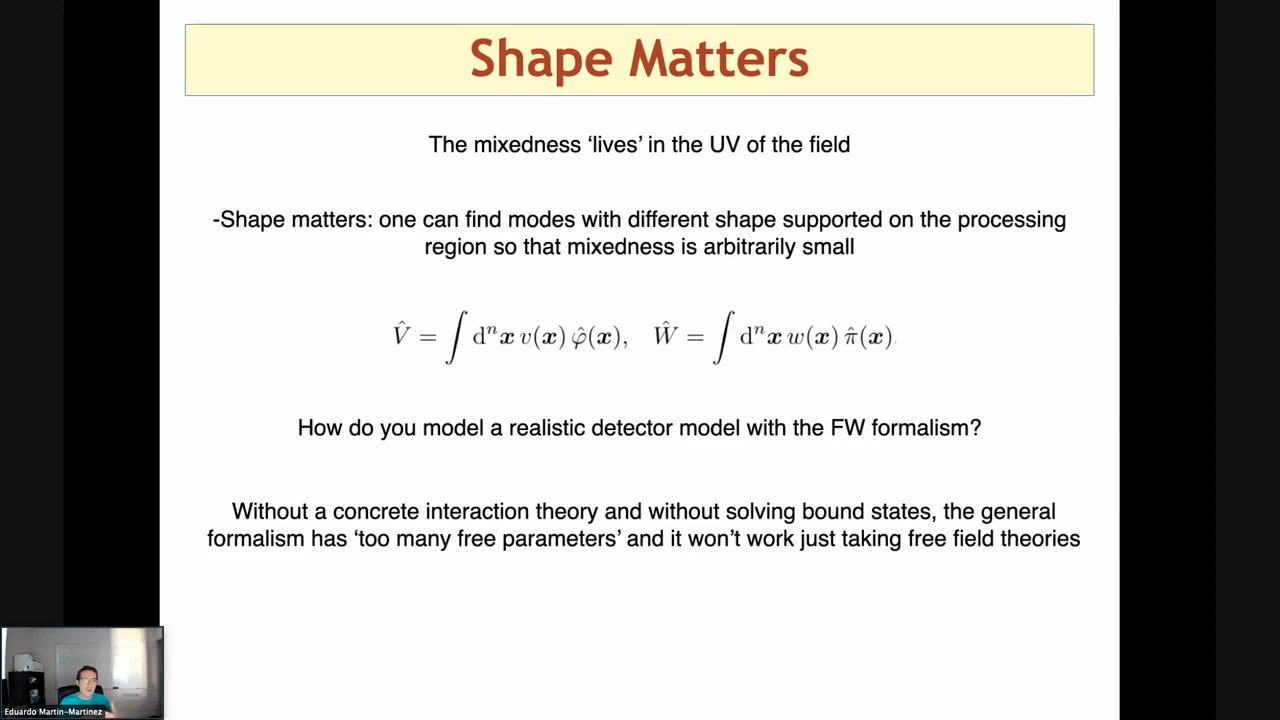 Shape Matters
The mixedness ‘lives’ in the UV of the field
-Shape matters: one can find modes with different shape supported on the processing
region so that mixedness is arbitrarily small
V̂ = ∫ dⁿx v(x) φ̂(x),   Ŵ = ∫ dⁿx w(x) π̂(x).
How do you model a realistic detector model with the FW formalism?
Without a concrete interaction theory and without solving bound states, the general
formalism has ‘too many free parameters’ and it won’t work just taking free field theories
Eduardo Martin-Martinez